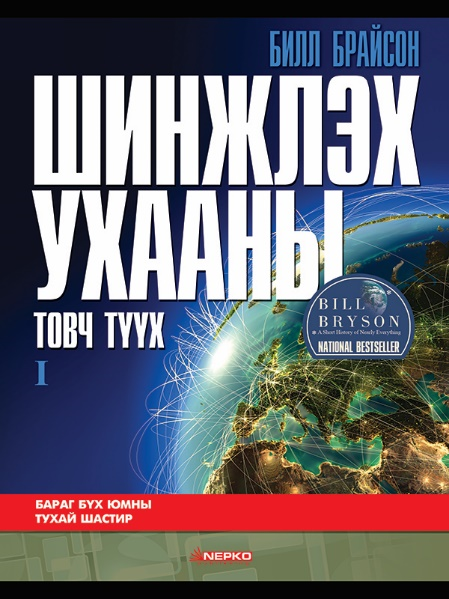 БИЛЛ БРАЙСОН
ШИНЖЛЭХ
УХААНЫ
ТОВЧ ТҮҮХ
I
BILL
BRYSON
A Short History of Nearly Everything
NATIONAL BESTSELLER
БАРАГ БҮХ ЮМНЫ
ТУХАЙ ШАСТИР
NEPKO